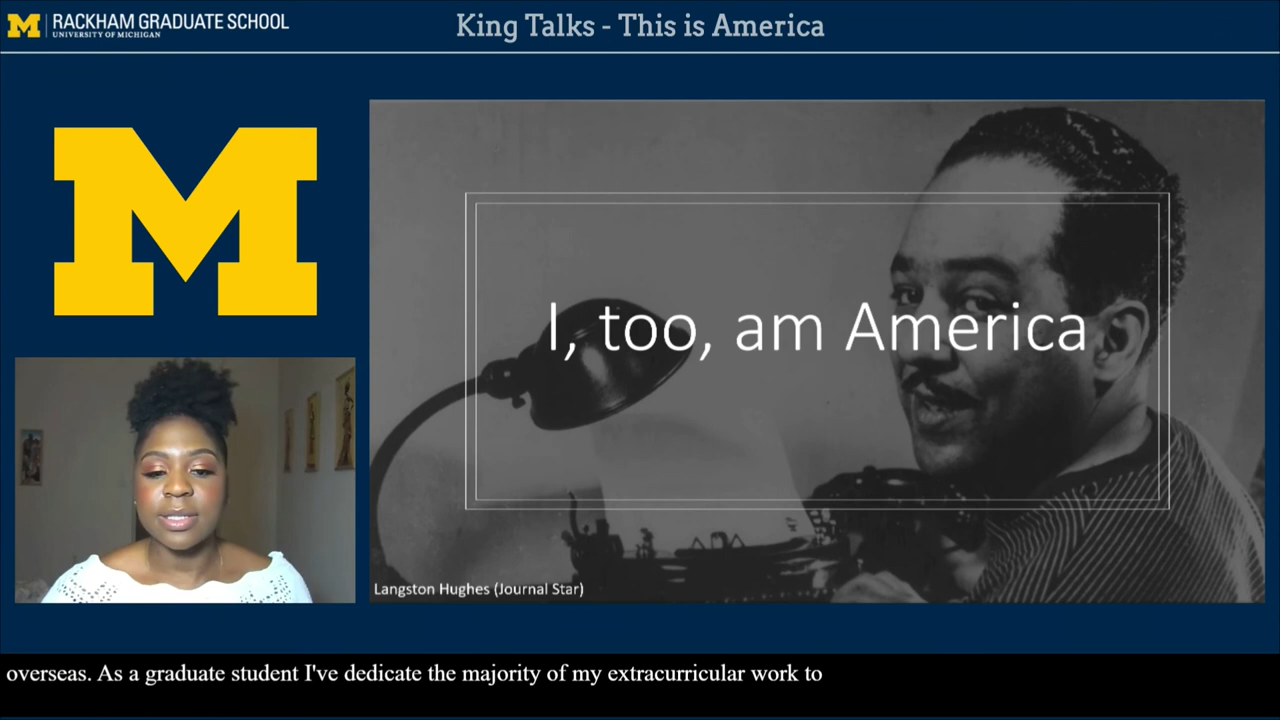 RACKHAM GRADUATE SCHOOL
UNIVERSITY OF MICHIGAN
King Talks - This is America
I, too, am America
Langston Hughes (Journal Star)
overseas. As a graduate student I've dedicate the majority of my extracurricular work to